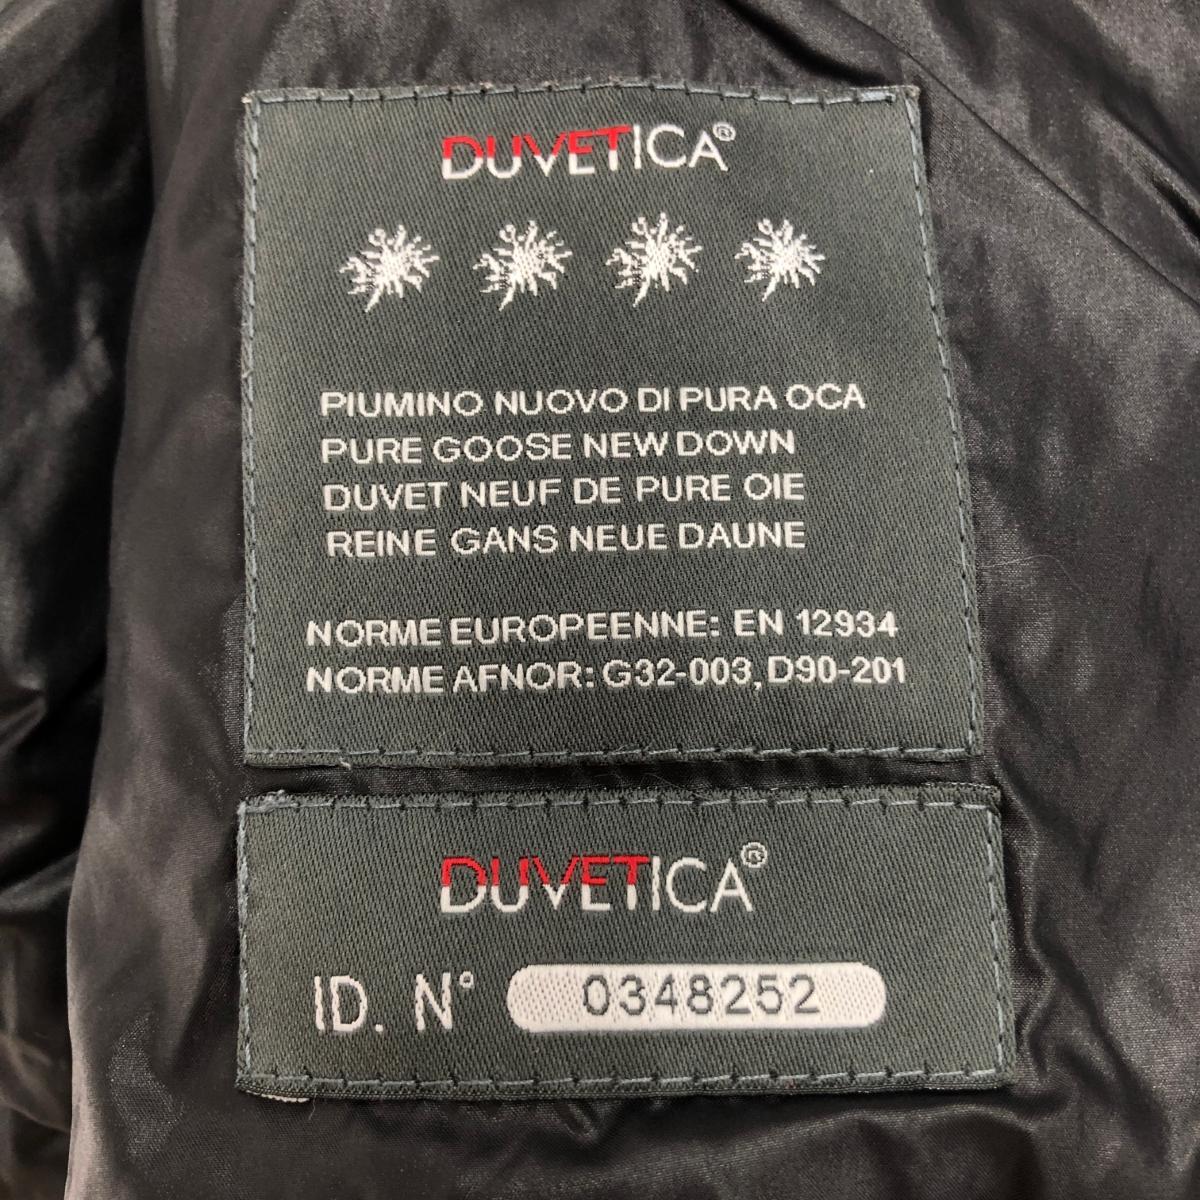 DUVETICA®
PIUMINO NUOVO DI PURA OCA
PURE GOOSE NEW DOWN
DUVET NEUF DE PURE OIE
REINE GANS NEUE DAUNE
NORME EUROPEENNE: EN 12934
NORME AFNOR: G32-003, D90-201
DUVETICA®
ID. N° 0348252